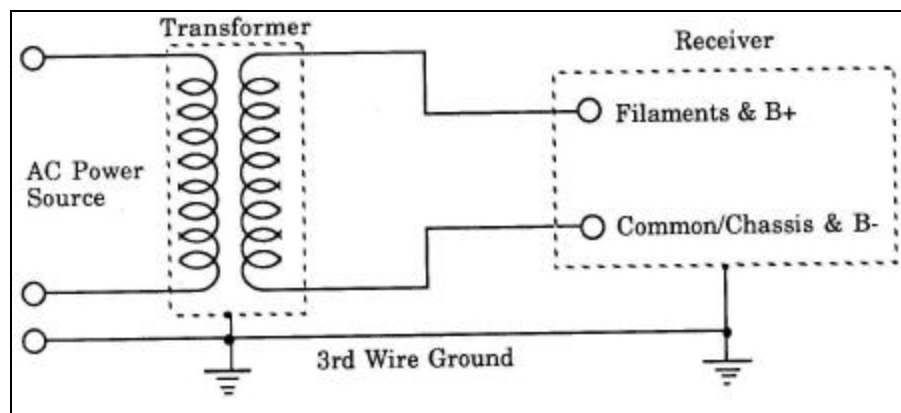 Transformer
Receiver
Filaments & B+
AC Power
Source
Common/Chassis & B-
3rd Wire Ground